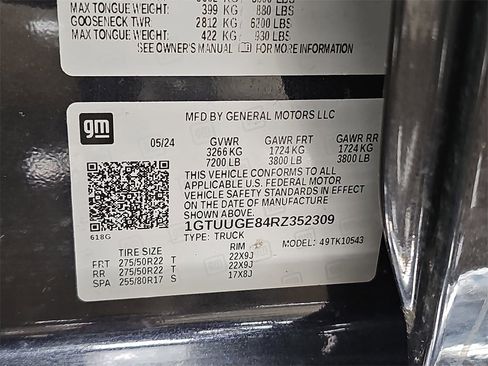 MAX TONGUE WEIGHT: 399 KG / 880 LBS
GOOSENECK TWR 2812 KG / 6200 LBS
MAX TONGUE WEIGHT: 422 KG / 930 LBS
SEE OWNER'S MANUAL FOR MORE INFORMATION
gm
MFD BY GENERAL MOTORS LLC
05/24 GVWR GAWR FRT GAWR RR
3266 KG 1724 KG 1724 KG
7200 LB 3800 LB 3800 LB
THIS VEHICLE CONFORMS TO ALL
APPLICABLE U.S. FEDERAL MOTOR
VEHICLE SAFETY, BUMPER, AND THEFT
PREVENTION STANDARDS IN EFFECT ON
THE DATE OF MANUFACTURE SHOWN ABOVE.
1GTUUGE84RZ352309
618G
TYPE: TRUCK MODEL: 49TK10543
TIRE SIZE RIM
FRT 275/50R22 T 22X9J
RR 275/50R22 T 22X9J
SPA 255/80R17 S 17X8J